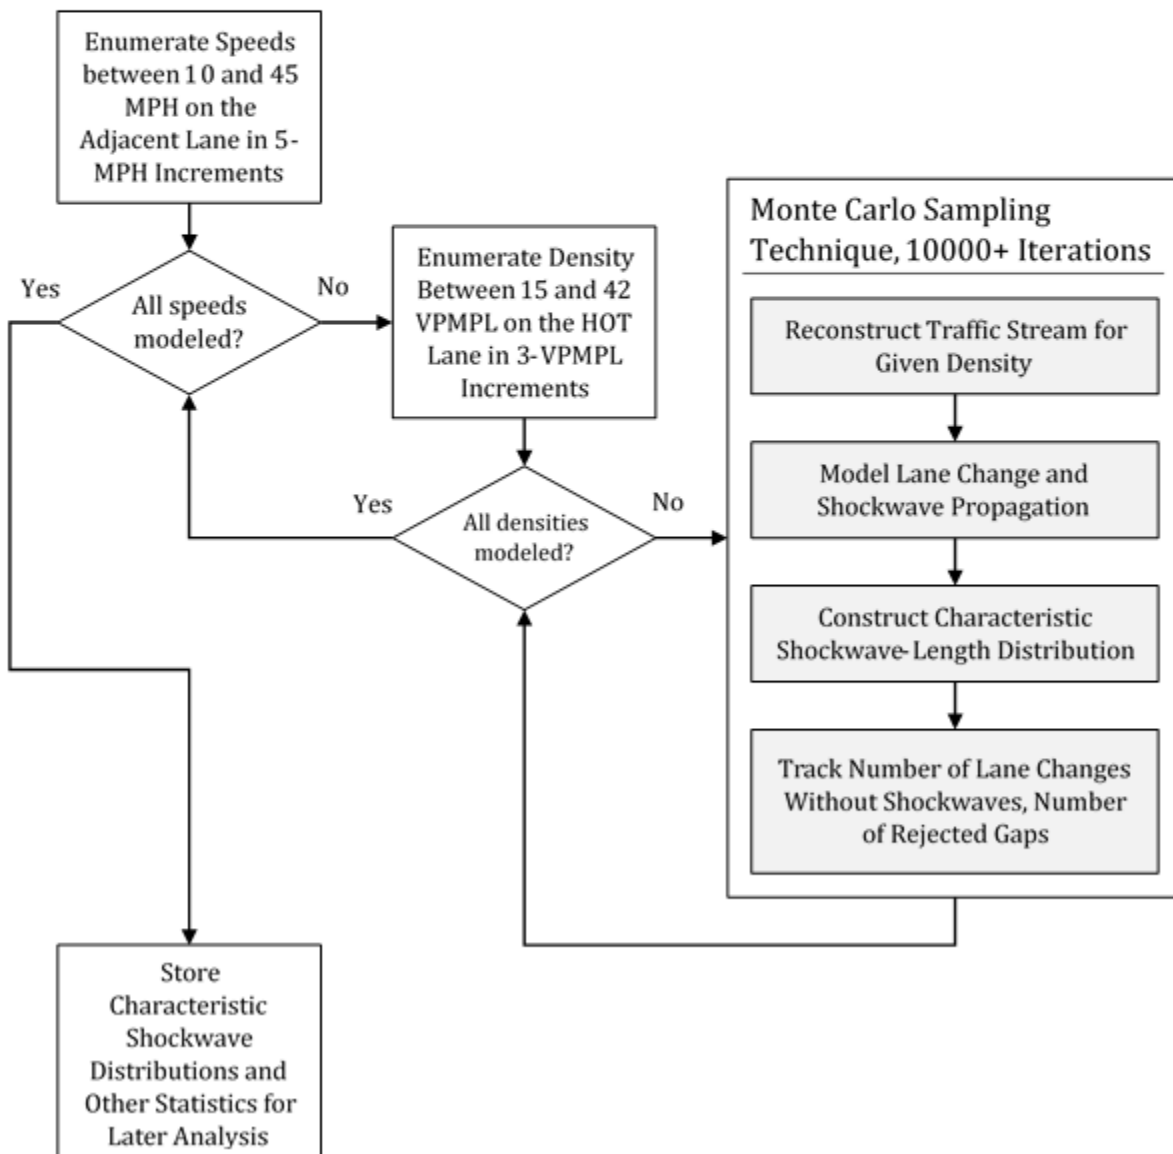 Enumerate Speeds
between 10 and 45
MPH on the
Adjacent Lane in 5-
MPH Increments
Yes
All speeds
modeled?
No
Enumerate Density
Between 15 and 42
VPMPL on the HOT
Lane in 3-VPMPL
Increments
Yes
All densities
modeled?
No
Monte Carlo Sampling
Technique, 10000+ Iterations
Reconstruct Traffic Stream for
Given Density
Model Lane Change and
Shockwave Propagation
Construct Characteristic
Shockwave-Length Distribution
Track Number of Lane Changes
Without Shockwaves, Number
of Rejected Gaps
Store
Characteristic
Shockwave
Distributions and
Other Statistics for
Later Analysis